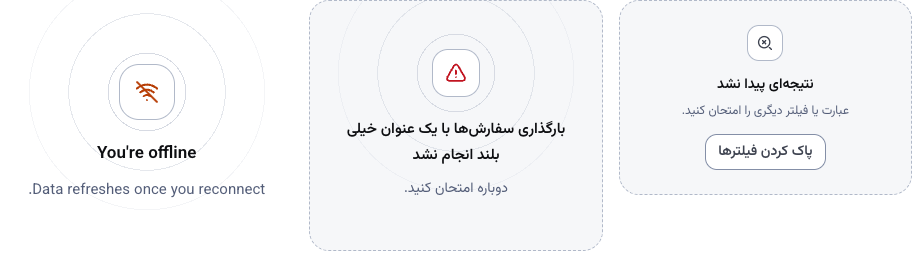 نتیجه‌ای پیدا نشد
عبارت یا فیلتر دیگری را امتحان کنید.
پاک کردن فیلترها
بارگذاری سفارش‌ها با یک عنوان خیلی
بلند انجام نشد
دوباره امتحان کنید.
You're offline
.Data refreshes once you reconnect